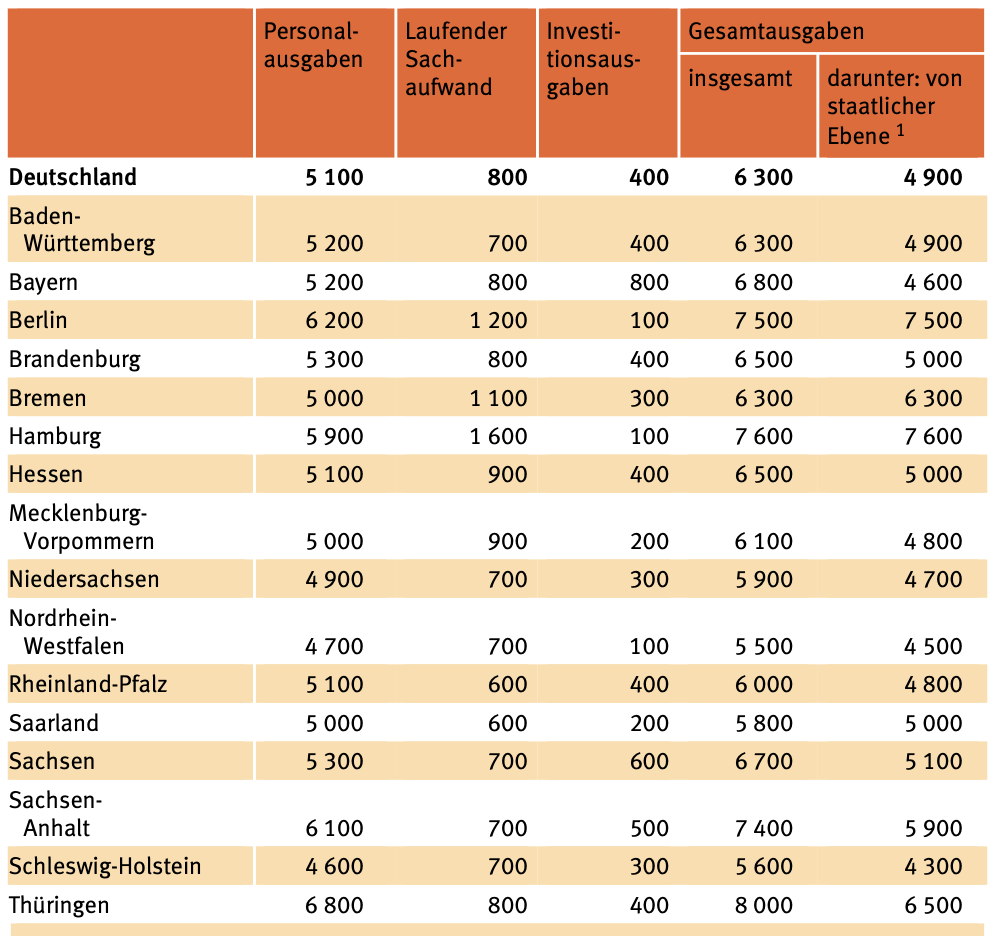 Personal-
ausgaben
Laufender
Sach-
aufwand
Investi-
tionsaus-
gaben
Gesamtausgaben
insgesamt
darunter: von
staatlicher
Ebene 1
Deutschland 5 100 800 400 6 300 4 900
Baden-
Württemberg 5 200 700 400 6 300 4 900
Bayern 5 200 800 800 6 800 4 600
Berlin 6 200 1 200 100 7 500 7 500
Brandenburg 5 300 800 400 6 500 5 000
Bremen 5 000 1 100 300 6 300 6 300
Hamburg 5 900 1 600 100 7 600 7 600
Hessen 5 100 900 400 6 500 5 000
Mecklenburg-
Vorpommern 5 000 900 200 6 100 4 800
Niedersachsen 4 900 700 300 5 900 4 700
Nordrhein-
Westfalen 4 700 700 100 5 500 4 500
Rheinland-Pfalz 5 100 600 400 6 000 4 800
Saarland 5 000 600 200 5 800 5 000
Sachsen 5 300 700 600 6 700 5 100
Sachsen-
Anhalt 6 100 700 500 7 400 5 900
Schleswig-Holstein 4 600 700 300 5 600 4 300
Thüringen 6 800 800 400 8 000 6 500